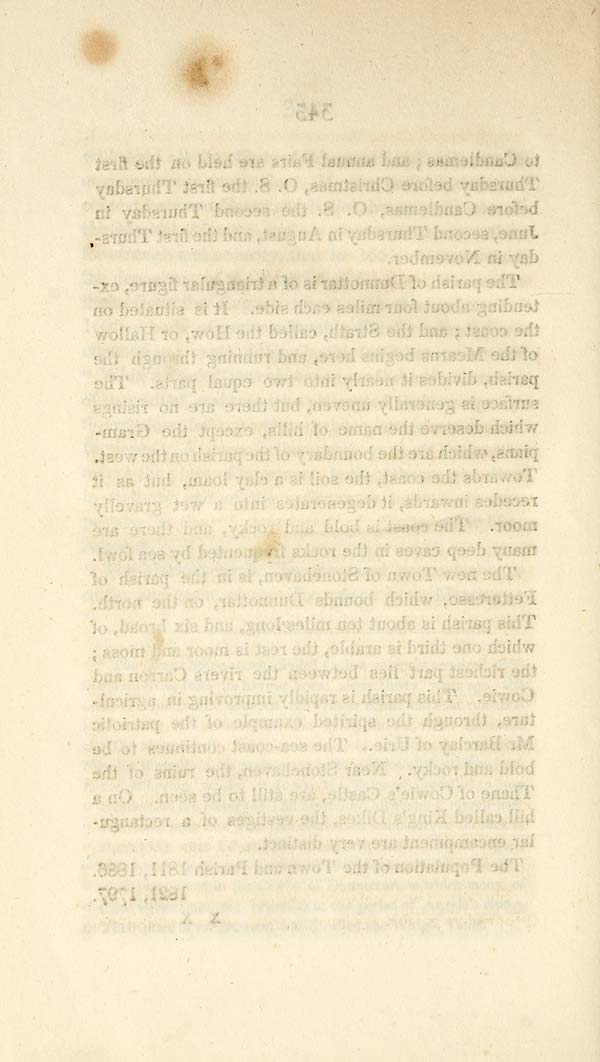 345
to Candlemas; and annual Fairs are held on the first
Thursday before Christmas, O. S. the first Thursday
before Candlemas, O. S. the second Thursday in
June, second Thursday in August, and the first Thurs-
day in November.
The parish of Dunnottar is of a triangular figure, ex-
tending about four miles each side. It is situated on
the coast; and the Strath, called the How, or Hallow
of the Mearns begins here, and running through the
parish, divides it nearly into two equal parts. The
surface is generally uneven, but there are no risings
which deserve the name of hills, except the Gram-
pians, which are the boundary of the parish on the west.
Towards the coast, the soil is a clay loam, but as it
recedes inwards, it degenerates into a wet gravelly
moor. The coast is bold and rocky, and there are
many deep caves in the rocks frequented by sea fowl.
The new Town of Stonehaven, is in the parish of
Fetteresso, which bounds Dunnottar, on the north.
This parish is about ten miles long, and six broad, of
which one third is arable, the rest is moor and moss;
the richest part lies between the rivers Carron and
Cowie. This parish is rapidly improving in agricul-
ture, through the spirited example of the patriotic
Mr. Barclay of Urie. The sea-coast continues to be
bold and rocky. Near Stonehaven, the ruins of the
Thane of Cowie's Castle, are still to be seen. On a
hill called King's Dikes, the vestiges of a rectangu-
lar encampment are very distinct.
The Population of the Town and Parish 1811, 1886.
1821, 1797.
X x